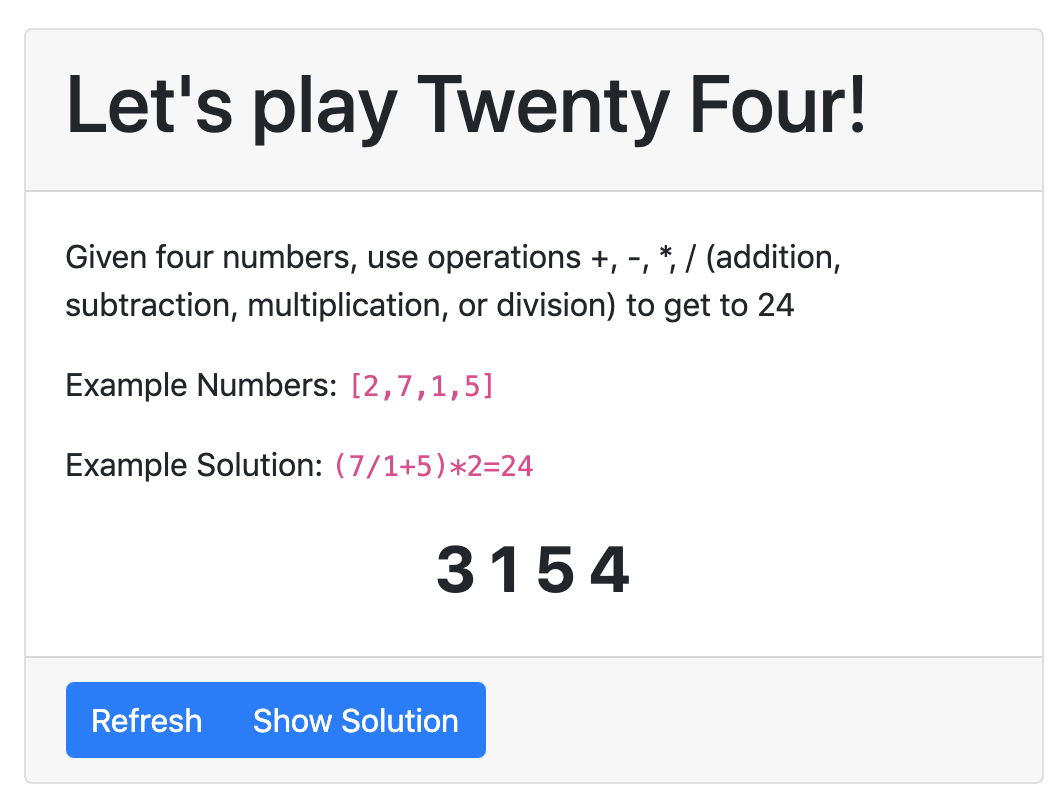 Let's play Twenty Four!
Given four numbers, use operations +, -, *, / (addition,
subtraction, multiplication, or division) to get to 24
Example Numbers: [2,7,1,5]
Example Solution: (7/1+5)*2=24
3 1 5 4
Refresh Show Solution